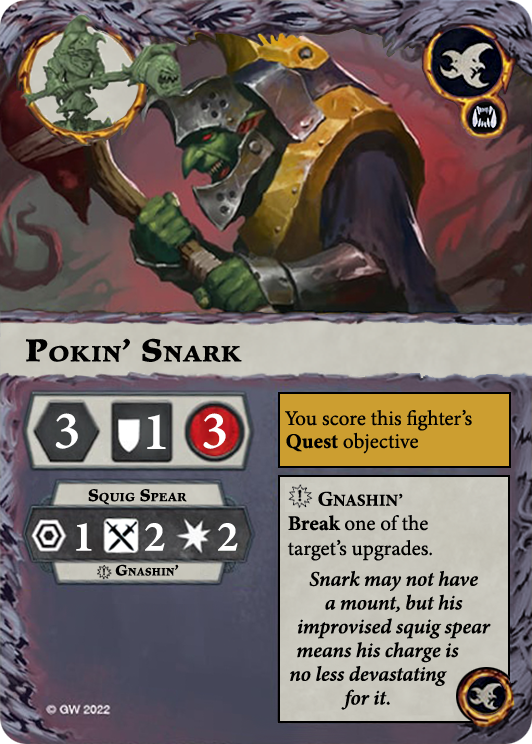 Pokin' Snark
3 1 3
Squig Spear
1 2 2
Gnashin'
You score this fighter's
Quest objective
Gnashin'
Break one of the
target's upgrades.
Snark may not have
a mount, but his
improvised squig spear
means his charge is
no less devastating
for it.
© GW 2022